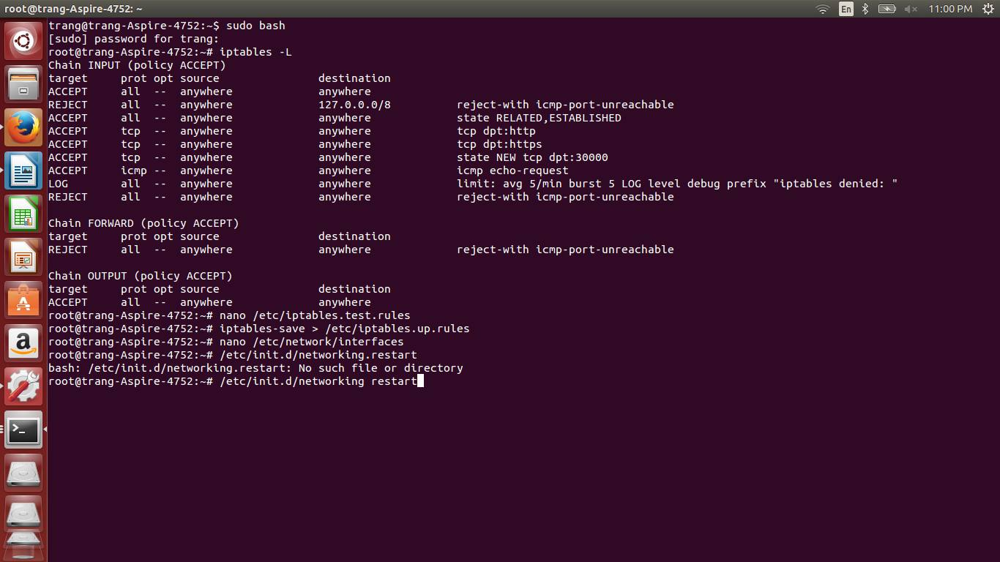 root@trang-Aspire-4752: ~
En
11:00 PM
trang@trang-Aspire-4752:~$ sudo bash
[sudo] password for trang:
root@trang-Aspire-4752:~# iptables -L
Chain INPUT (policy ACCEPT)
target     prot opt source               destination
ACCEPT     all  --  anywhere             anywhere
REJECT     all  --  anywhere             127.0.0.0/8          reject-with icmp-port-unreachable
ACCEPT     all  --  anywhere             anywhere             state RELATED,ESTABLISHED
ACCEPT     tcp  --  anywhere             anywhere             tcp dpt:http
ACCEPT     tcp  --  anywhere             anywhere             tcp dpt:https
ACCEPT     tcp  --  anywhere             anywhere             state NEW tcp dpt:30000
ACCEPT     icmp --  anywhere             anywhere             icmp echo-request
LOG        all  --  anywhere             anywhere             limit: avg 5/min burst 5 LOG level debug prefix "iptables denied: "
REJECT     all  --  anywhere             anywhere             reject-with icmp-port-unreachable

Chain FORWARD (policy ACCEPT)
target     prot opt source               destination
REJECT     all  --  anywhere             anywhere             reject-with icmp-port-unreachable

Chain OUTPUT (policy ACCEPT)
target     prot opt source               destination
ACCEPT     all  --  anywhere             anywhere
root@trang-Aspire-4752:~# nano /etc/iptables.test.rules
root@trang-Aspire-4752:~# iptables-save > /etc/iptables.up.rules
root@trang-Aspire-4752:~# nano /etc/network/interfaces
root@trang-Aspire-4752:~# /etc/init.d/networking.restart
bash: /etc/init.d/networking.restart: No such file or directory
root@trang-Aspire-4752:~# /etc/init.d/networking restart